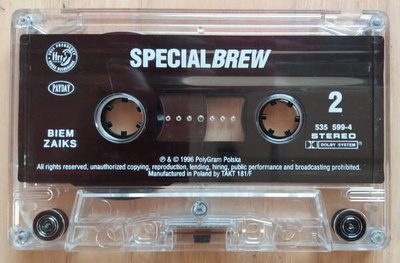 SPECIALBREW
PAYDAY
2
BIEM
ZAIKS
535 599-4
STEREO
DOLBY SYSTEM
℗ & © 1996 PolyGram Polska
All rights reserved, unauthorized copying, reproduction, lending, hiring, public performance and broadcasting prohibited.
Manufactured in Poland by TAKT 181/F